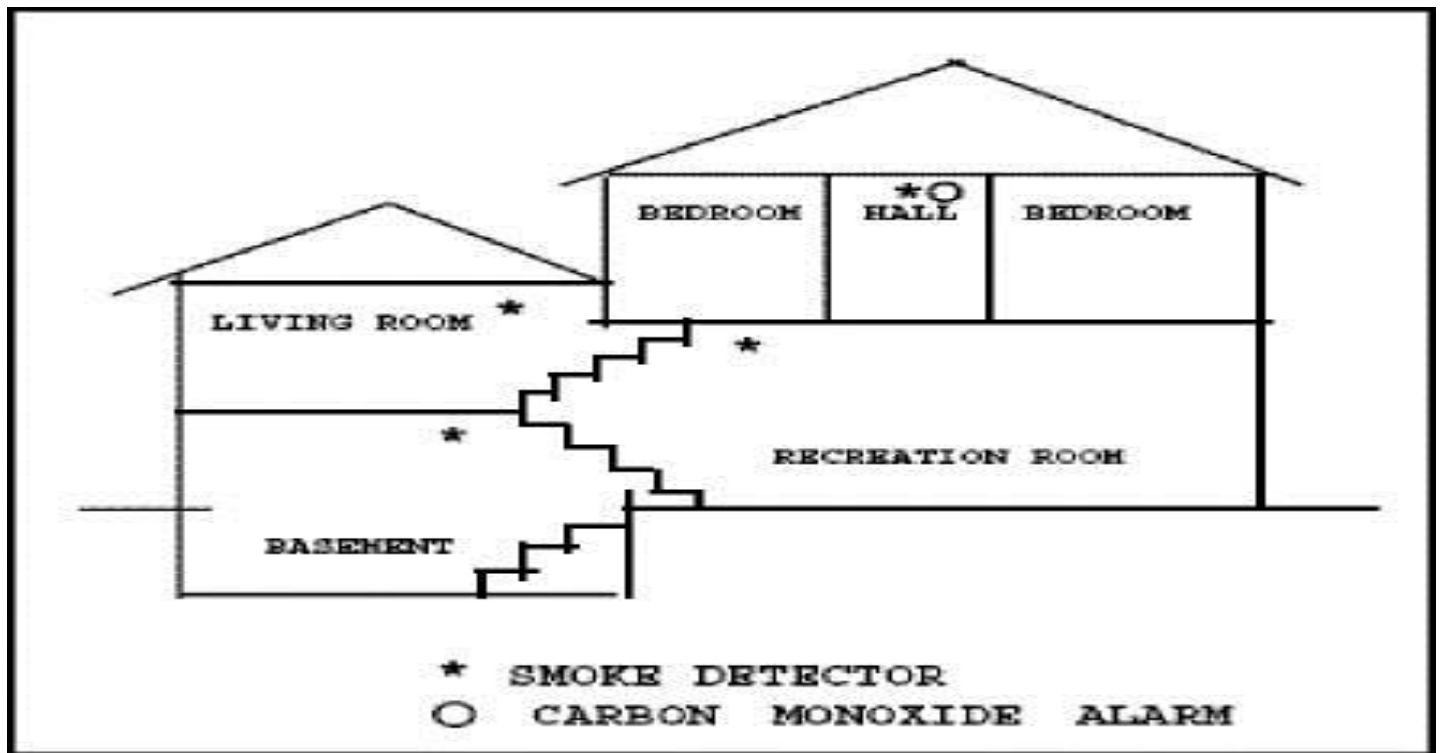 BEDROOM
* O
HALL
BEDROOM
LIVING ROOM *
*
*
RECREATION ROOM
BASEMENT
* SMOKE DETECTOR
O CARBON MONOXIDE ALARM